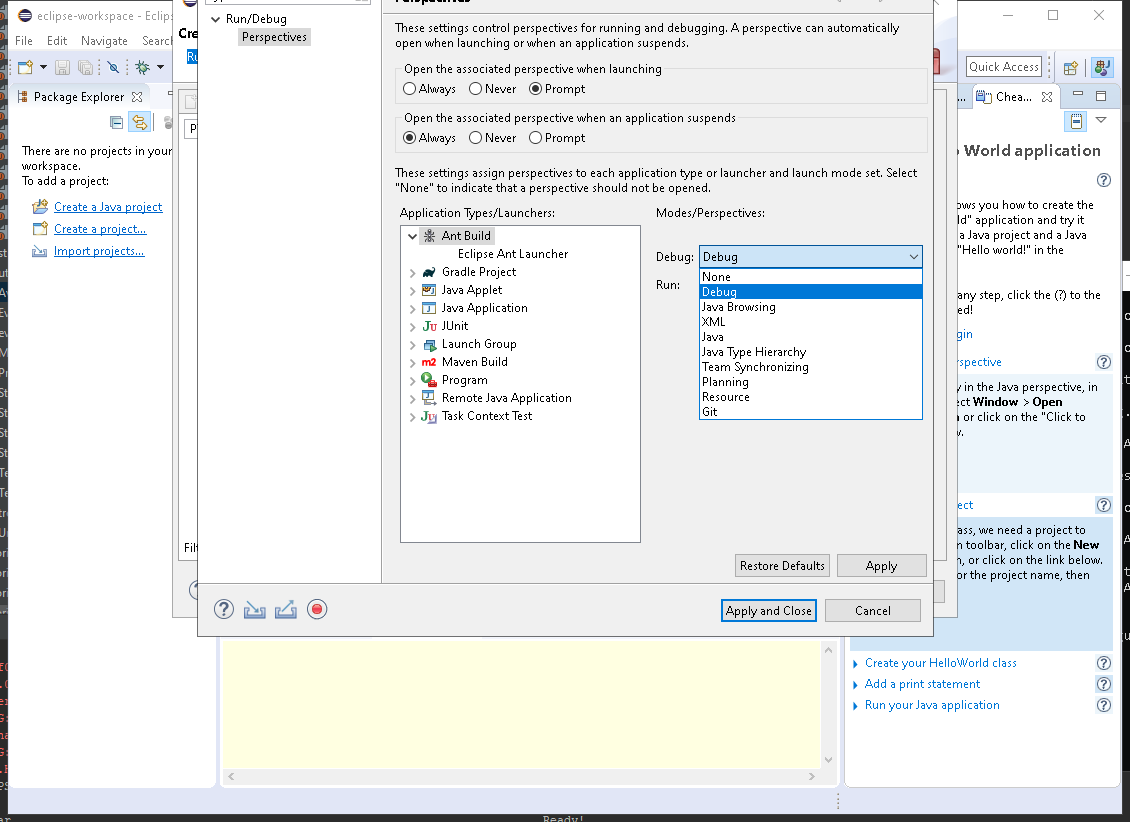 eclipse-workspace - Eclips
File Edit Navigate Search
Package Explorer
There are no projects in your
workspace.
To add a project:
Create a Java project
Create a project...
Import projects...
Cre
Ru
Filt
Run/Debug
Perspectives
These settings control perspectives for running and debugging. A perspective can automatically
open when launching or when an application suspends.
Open the associated perspective when launching
Always Never Prompt
Open the associated perspective when an application suspends
Always Never Prompt
These settings assign perspectives to each application type or launcher and launch mode set. Select
"None" to indicate that a perspective should not be opened.
Application Types/Launchers:
Ant Build
Eclipse Ant Launcher
Gradle Project
Java Applet
Java Application
JUnit
Launch Group
Maven Build
Program
Remote Java Application
Task Context Test
Modes/Perspectives:
Debug: Debug
Run:
None
Debug
Java Browsing
XML
Java
Java Type Hierarchy
Team Synchronizing
Planning
Resource
Git
Restore Defaults Apply
Apply and Close Cancel
Quick Access
... Chea...
World application
ows you how to create the
d" application and try it
a Java project and a Java
"Hello world!" in the
any step, click the (?) to the
ed!
gin
rspective
y in the Java perspective, in
ect Window > Open
or click on the "Click to
ect
ass, we need a project to
n toolbar, click on the New
n, or click on the link below.
or the project name, then
Create your HelloWorld class
Add a print statement
Run your Java application
Ready!